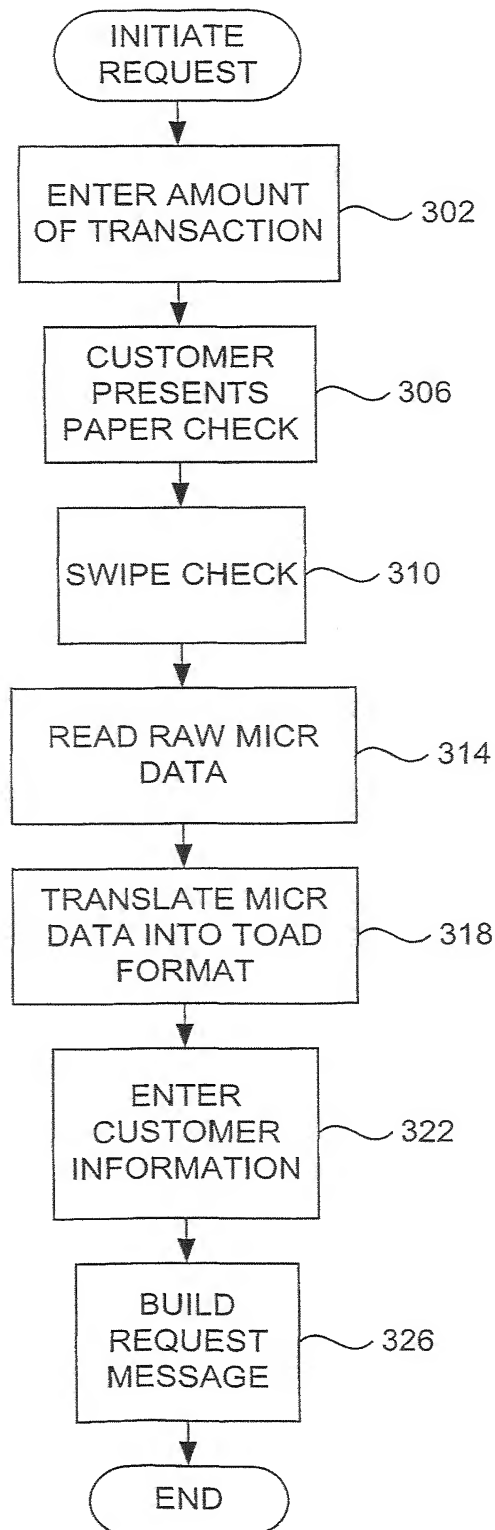 INITIATE
REQUEST
ENTER AMOUNT
OF TRANSACTION
302
CUSTOMER
PRESENTS
PAPER CHECK
306
SWIPE CHECK
310
READ RAW MICR
DATA
314
TRANSLATE MICR
DATA INTO TOAD
FORMAT
318
ENTER
CUSTOMER
INFORMATION
322
BUILD
REQUEST
MESSAGE
326
END